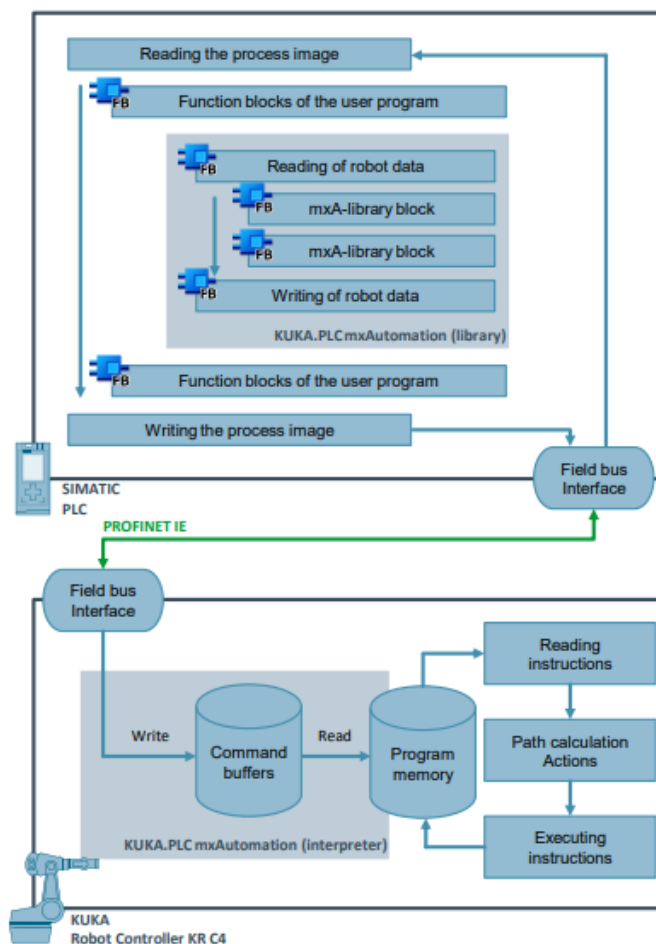 Reading the process image
FB
Function blocks of the user program
FB
Reading of robot data
FB
mxA-library block
FB
mxA-library block
FB
Writing of robot data
KUKA.PLC mxAutomation (library)
FB
Function blocks of the user program
Writing the process image
Field bus
Interface
SIMATIC
PLC
PROFINET IE
Field bus
Interface
Reading
instructions
Write
Command
buffers
Read
Program
memory
Path calculation
Actions
KUKA.PLC mxAutomation (interpreter)
Executing
instructions
KUKA
Robot Controller KR C4